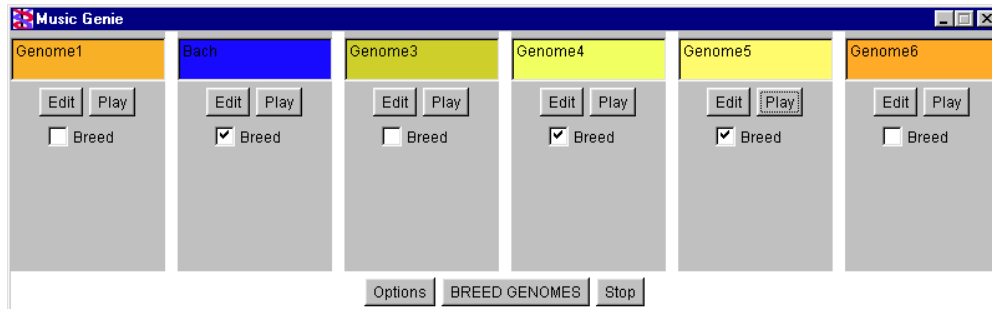 Music Genie
Genome1 Bach Genome3 Genome4 Genome5 Genome6
Edit Play Edit Play Edit Play Edit Play Edit Play Edit Play
Breed Breed Breed Breed Breed Breed
Options BREED GENOMES Stop